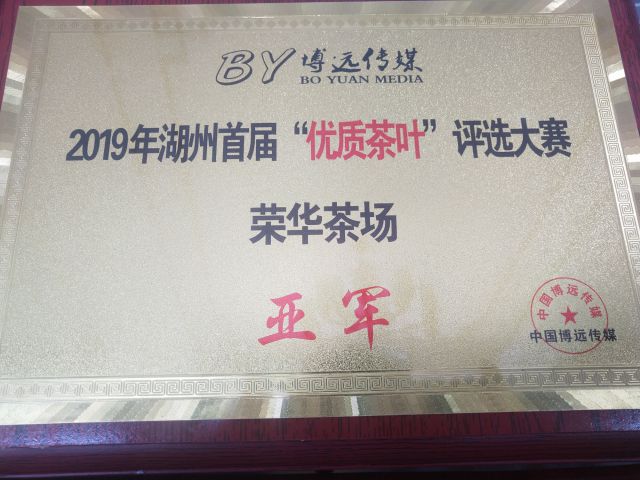 BY 博远传媒
BO YUAN MEDIA
2019年湖州首届“优质茶叶”评选大赛
荣华茶场
亚军
中国博远传媒
中国博远传媒